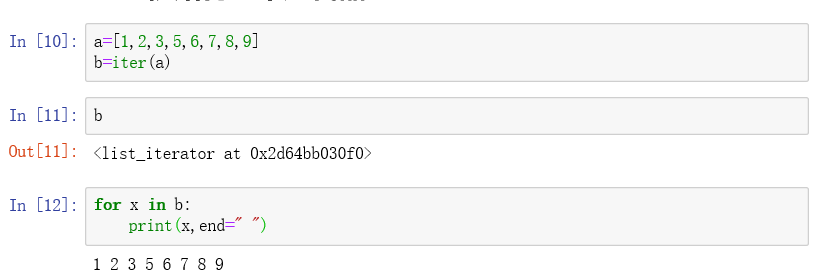 In [10]: a=[1,2,3,5,6,7,8,9]
b=iter(a)
In [11]: b
Out[11]: <list_iterator at 0x2d64bb030f0>
In [12]: for x in b:
print(x,end=" ")
1 2 3 5 6 7 8 9